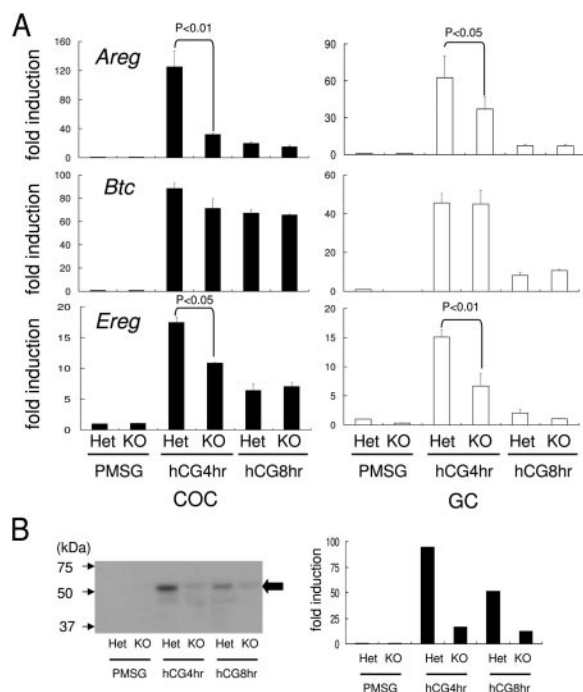 A
P<0.01
P<0.05
Areg
fold induction
160
120
80
40
0
90
60
30
0
Btc
fold induction
100
80
60
40
20
0
60
40
20
0
P<0.05
P<0.01
Ereg
fold induction
20
15
10
5
0
20
15
10
5
0
Het KO Het KO Het KO
Het KO Het KO Het KO
PMSG hCG4hr hCG8hr
PMSG hCG4hr hCG8hr
COC
GC
B
(kDa)
75
50
37
Het KO Het KO Het KO
PMSG hCG4hr hCG8hr
fold induction
100
75
50
25
0
Het KO Het KO Het KO
PMSG hCG4hr hCG8hr